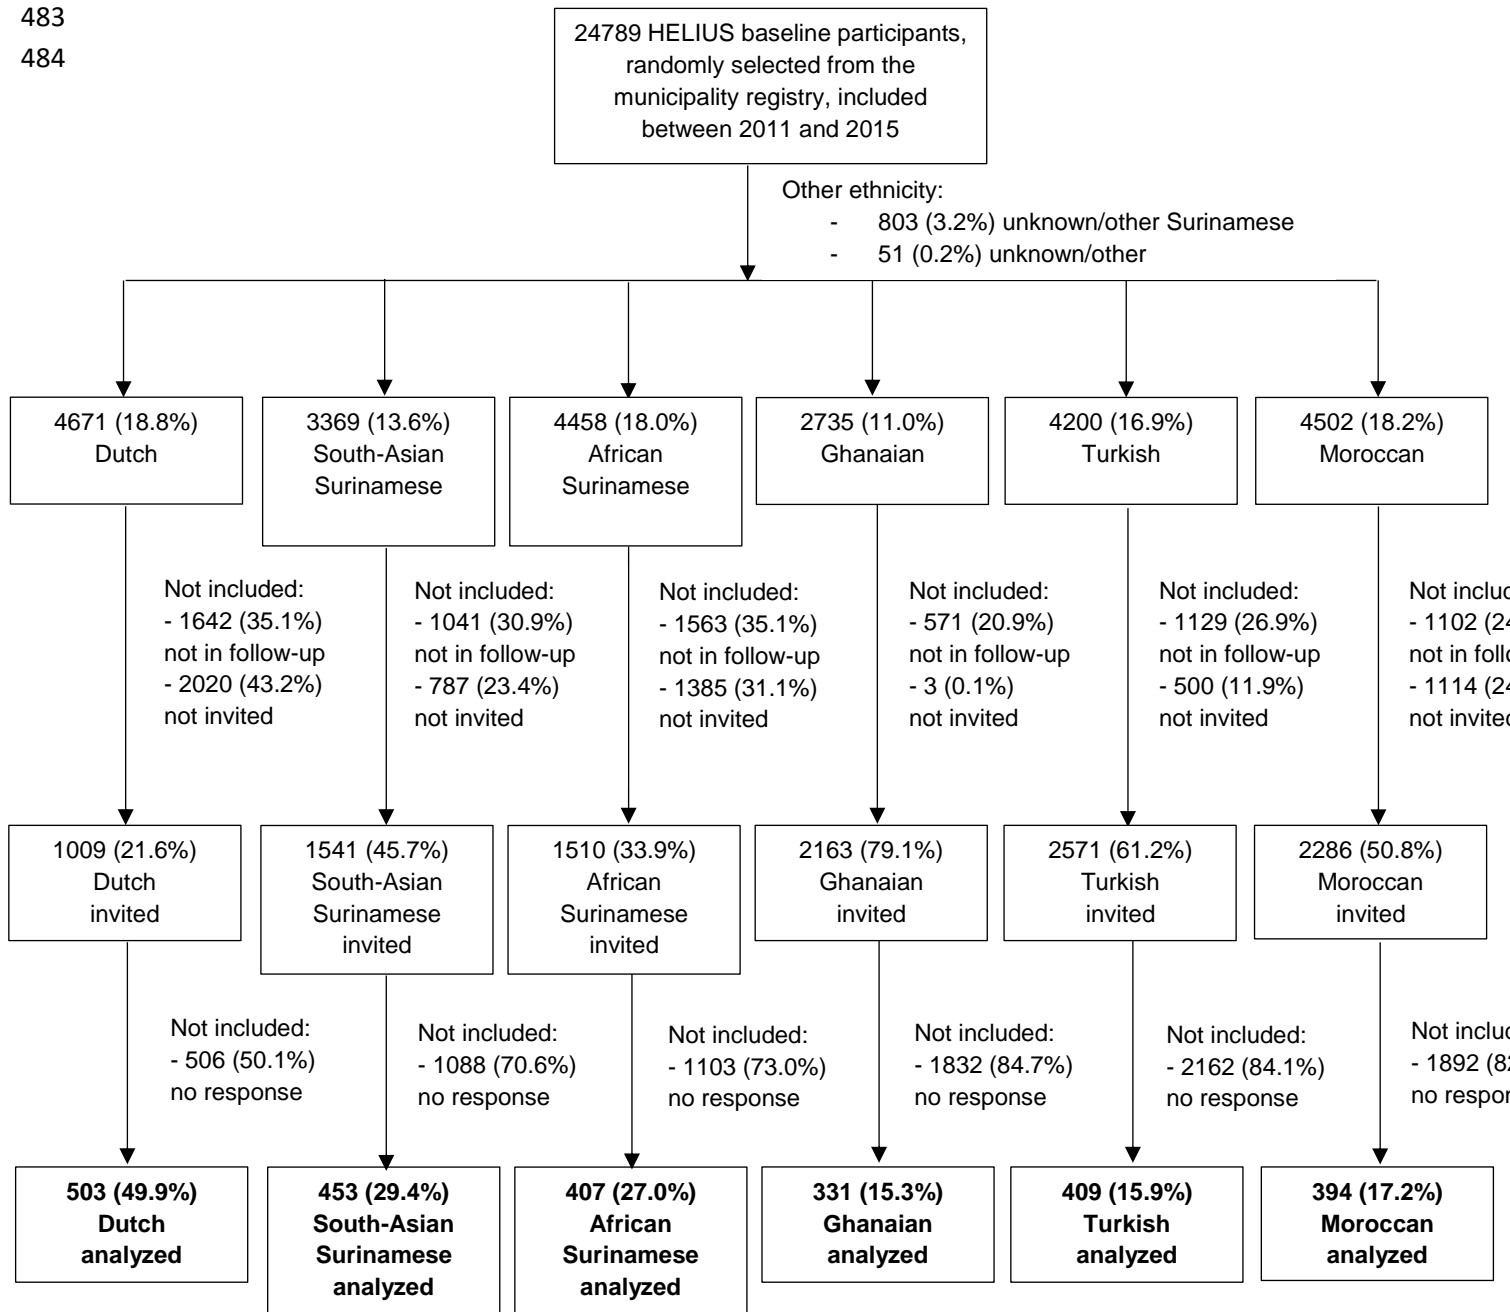 483
484
24789 HELIUS baseline participants,
randomly selected from the
municipality registry, included
between 2011 and 2015
Other ethnicity:
- 803 (3.2%) unknown/other Surinamese
- 51 (0.2%) unknown/other
4671 (18.8%)
Dutch
3369 (13.6%)
South-Asian
Surinamese
4458 (18.0%)
African
Surinamese
2735 (11.0%)
Ghanaian
4200 (16.9%)
Turkish
4502 (18.2%)
Moroccan
Not included:
- 1642 (35.1%)
not in follow-up
- 2020 (43.2%)
not invited
Not included:
- 1041 (30.9%)
not in follow-up
- 787 (23.4%)
not invited
Not included:
- 1563 (35.1%)
not in follow-up
- 1385 (31.1%)
not invited
Not included:
- 571 (20.9%)
not in follow-up
- 3 (0.1%)
not invited
Not included:
- 1129 (26.9%)
not in follow-up
- 500 (11.9%)
not invited
Not
- 1102
not in
- 1114
not
1009 (21.6%)
Dutch
invited
1541 (45.7%)
South-Asian
Surinamese
invited
1510 (33.9%)
African
Surinamese
invited
2163 (79.1%)
Ghanaian
invited
2571 (61.2%)
Turkish
invited
2286 (50.8%)
Moroccan
invited
Not included:
- 506 (50.1%)
no response
Not included:
- 1088 (70.6%)
no response
Not included:
- 1103 (73.0%)
no response
Not included:
- 1832 (84.7%)
no response
Not included:
- 2162 (84.1%)
no response
Not
- 1892
no
503 (49.9%)
Dutch
analyzed
453 (29.4%)
South-Asian
Surinamese
analyzed
407 (27.0%)
African
Surinamese
analyzed
331 (15.3%)
Ghanaian
analyzed
409 (15.9%)
Turkish
analyzed
394 (17.2%)
Moroccan
analyzed